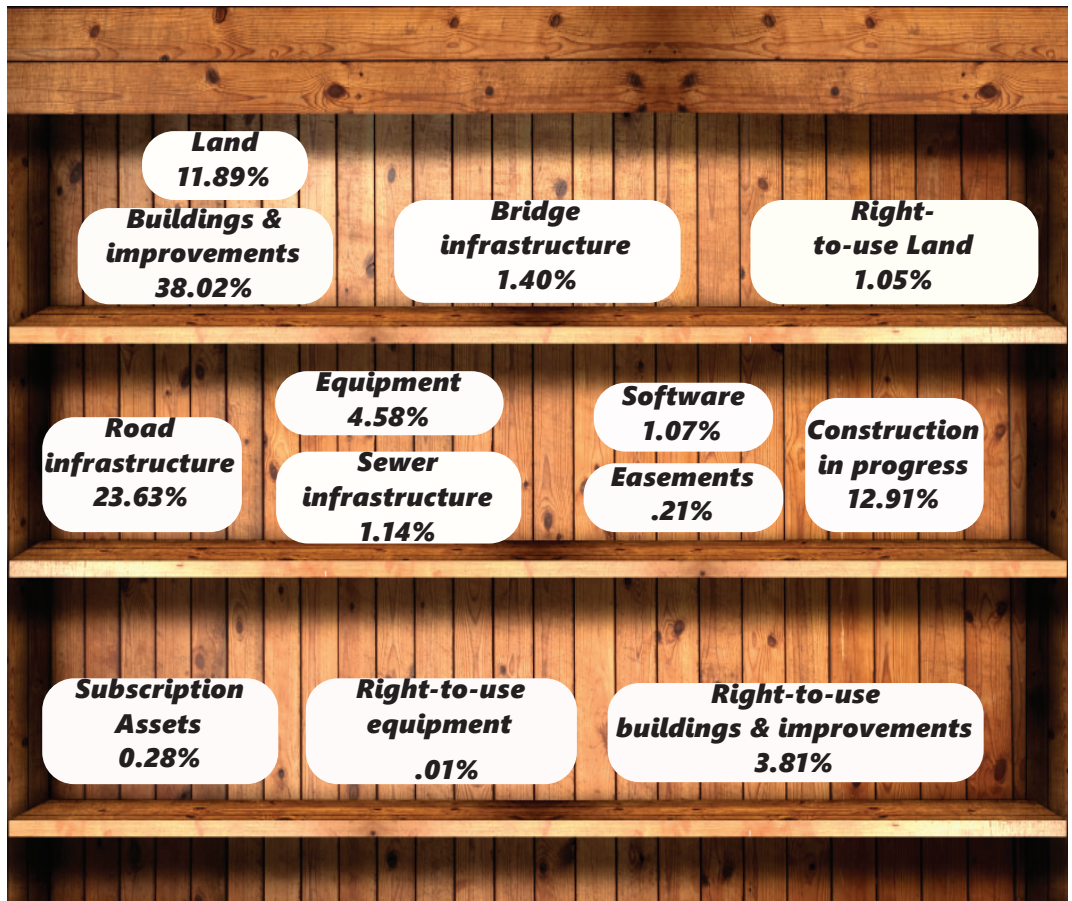 Land
11.89%
Buildings &
improvements
38.02%
Bridge
infrastructure
1.40%
Right-
to-use Land
1.05%
Road
infrastructure
23.63%
Equipment
4.58%
Sewer
infrastructure
1.14%
Software
1.07%
Easements
.21%
Construction
in progress
12.91%
Subscription
Assets
0.28%
Right-to-use
equipment
.01%
Right-to-use
buildings & improvements
3.81%